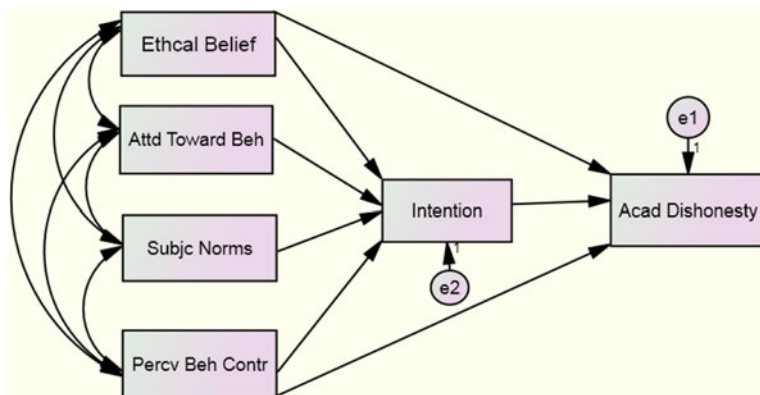 Ethcal Belief
Attd Toward Beh
Subjc Norms
Percv Beh Contr
Intention
1
e2
e1
1
Acad Dishonesty